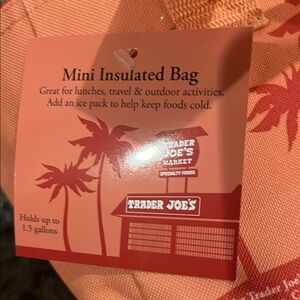 Mini Insulated Bag
Great for lunches, travel & outdoor activities.
Add an ice pack to help keep foods cold.
TRADER
JOE'S
MARKET
SPECIALTY FOODS
TRADER JOE'S
Holds up to
1.5 gallons
Trader Joe